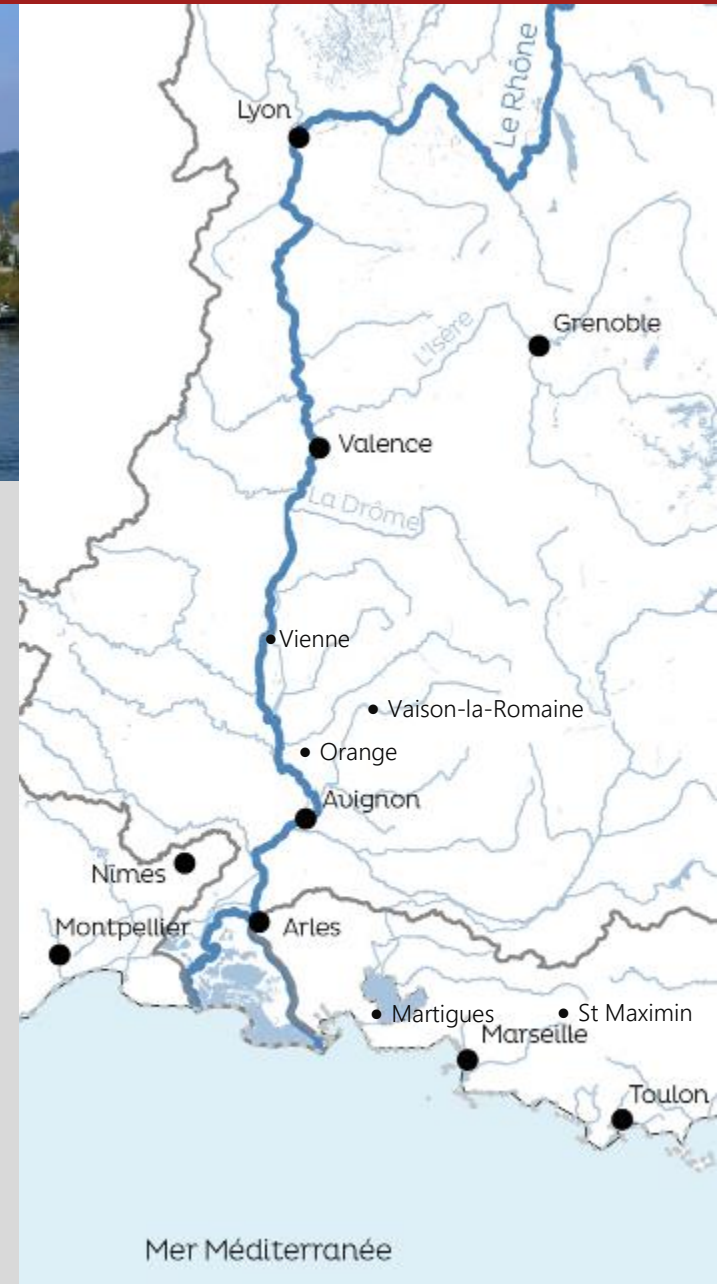 Le Rhône
Lyon
Grenoble
L'Isère
Valence
La Drôme
Vienne
Vaison-la-Romaine
Orange
Avignon
Nîmes
Montpellier
Arles
Martigues
St Maximin
Marseille
Toulon
Mer Méditerranée